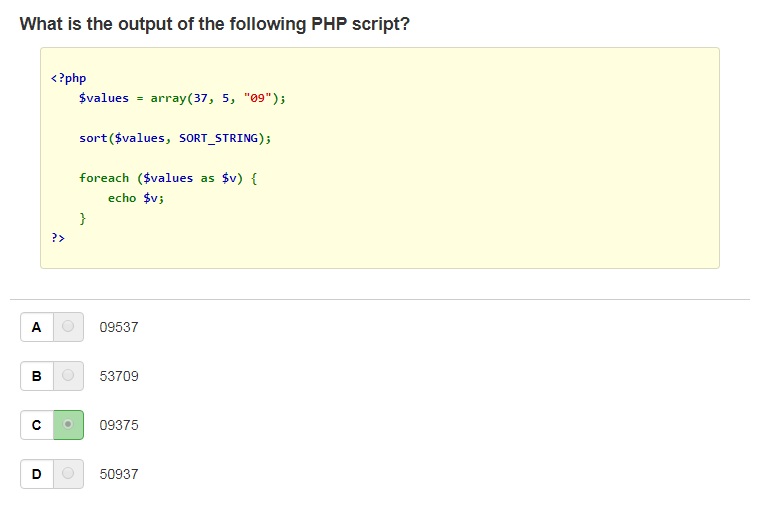 What is the output of the following PHP script?
<?php
    $values = array(37, 5, "09");
    sort($values, SORT_STRING);
    foreach ($values as $v) {
        echo $v;
    }
?>
A 09537
B 53709
C 09375
D 50937